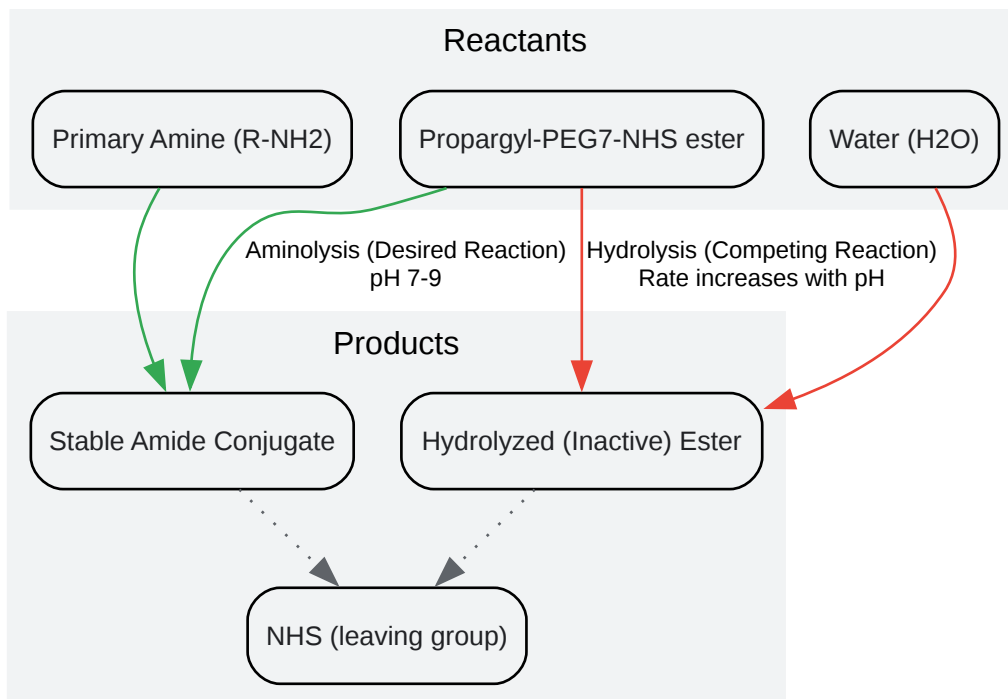 Reactants
Primary Amine (R-NH2)
Propargyl-PEG7-NHS ester
Water (H2O)
Aminolysis (Desired Reaction)
pH 7-9
Hydrolysis (Competing Reaction)
Rate increases with pH
Products
Stable Amide Conjugate
Hydrolyzed (Inactive) Ester
NHS (leaving group)